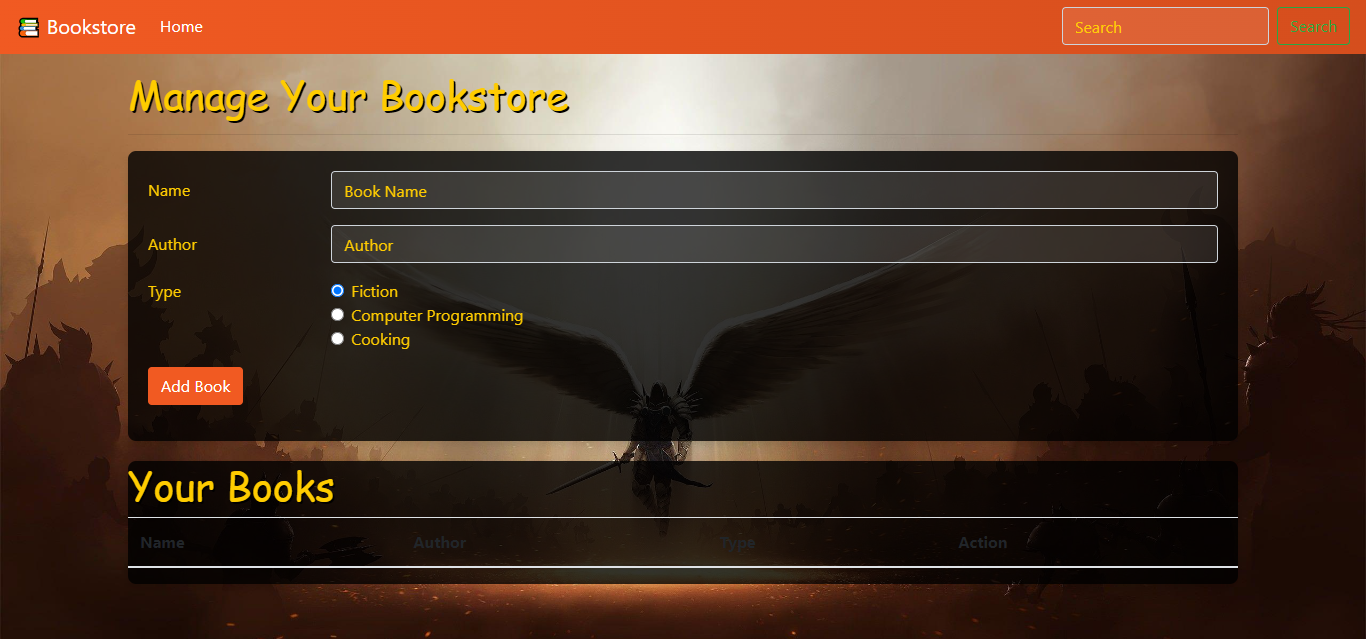 Bookstore Home Search Search
Manage Your Bookstore
Name Book Name
Author Author
Type Fiction
Computer Programming
Cooking
Add Book
Your Books
Name Author Type Action